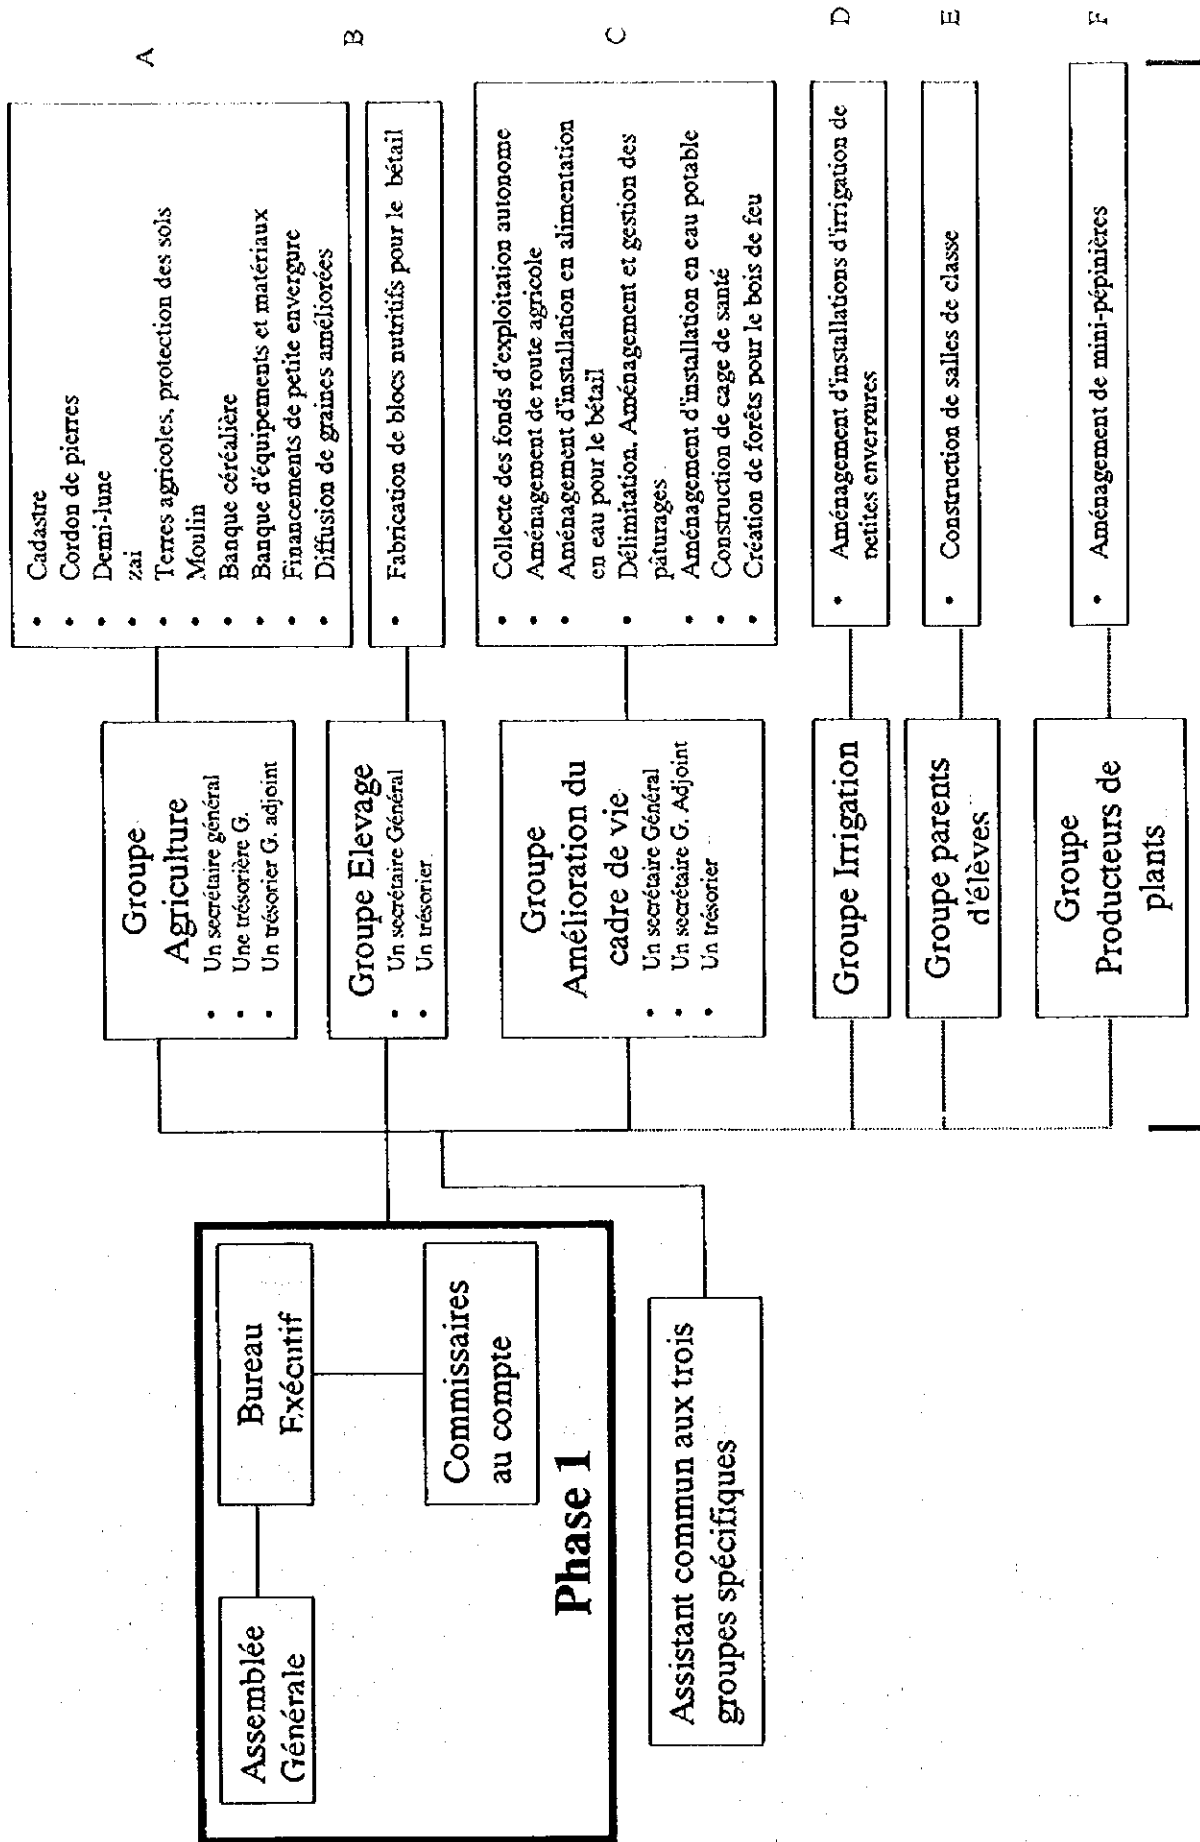 Assemblée
Générale
Bureau
Exécutif
Commissaires
au compte
Phase 1
Assistant commun aux trois
groupes spécifiques
Groupe
Agriculture
• Un secrétaire général
• Une trésorière G.
• Un trésorier G. adjoint
• Cadastre
• Cordon de pierres
• Demi-lune
• zai
• Terres agricoles, protection des sols
• Moulin
• Banque céréalière
• Banque d'équipements et matériaux
• Financements de petite envergure
• Diffusion de graines améliorées
A
Groupe Elevage
• Un secrétaire Général
• Un trésorier
• Fabrication de blocs nutritifs pour le bétail
B
Groupe
Amélioration du
cadre de vie
• Un secrétaire Général
• Un secrétaire G. Adjoint
• Un trésorier
• Collecte des fonds d'exploitation autonome
• Aménagement de route agricole
• Aménagement d'installation en alimentation
en eau pour le bétail
• Délimitation, Aménagement et gestion des
pâturages
• Aménagement d'installation en eau potable
• Construction de cage de santé
• Création de forêts pour le bois de feu
C
Groupe Irrigation
• Aménagement d'installations d'irrigation de
petites envergures
D
Groupe parents
d'élèves
• Construction de salles de classe
E
Groupe
Producteurs de
plants
• Aménagement de mini-pépinières
F